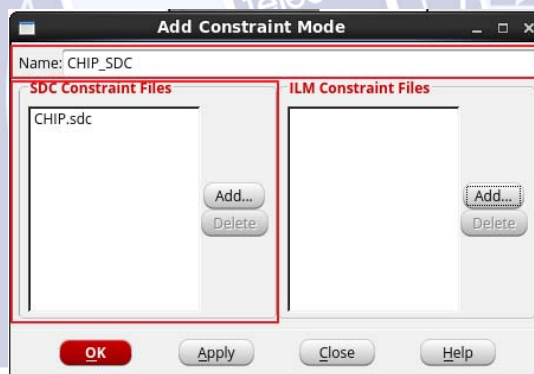 Add Constraint Mode
Name: CHIP_SDC
SDC Constraint Files
ILM Constraint Files
CHIP.sdc
Add...
Add...
Delete
Delete
OK
Apply
Close
Help